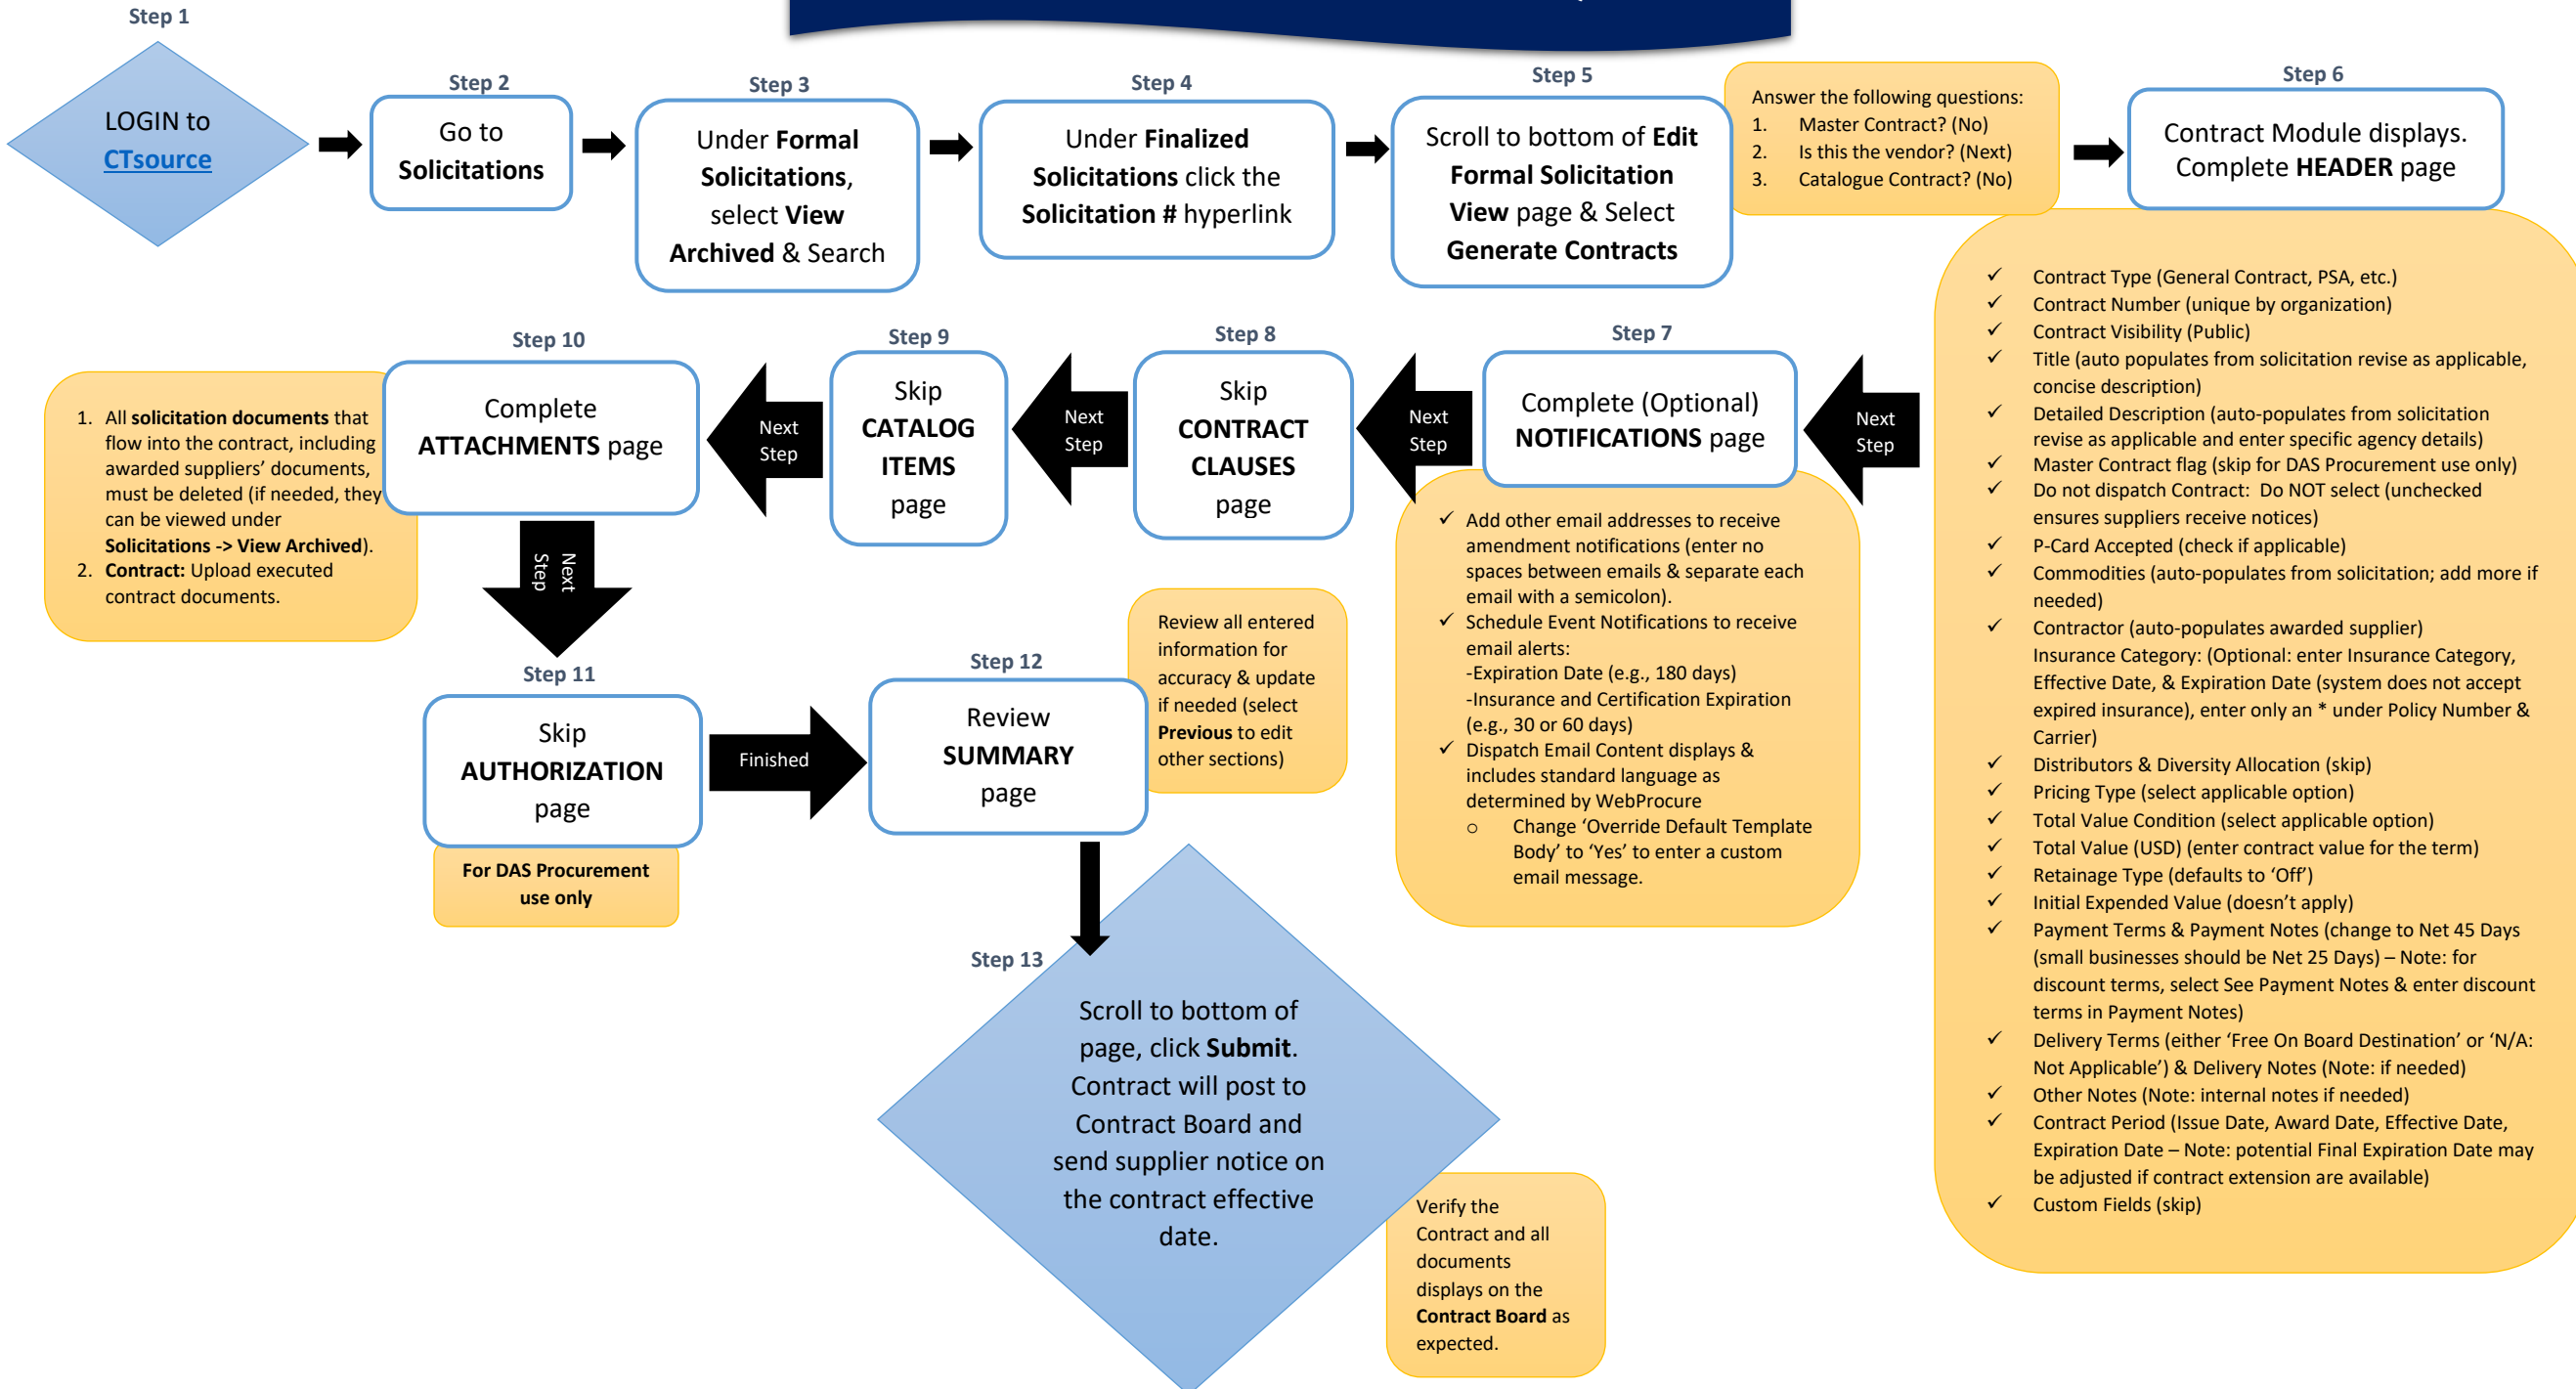 Step 1
LOGIN to
CTsource
Step 2
Go to
Solicitations
Step 3
Under Formal
Solicitations,
select View
Archived & Search
Step 4
Under Finalized
Solicitations click the
Solicitation # hyperlink
Step 5
Scroll to bottom of Edit
Formal Solicitation
View page & Select
Generate Contracts
Answer the following questions:
1. Master Contract? (No)
2. Is this the vendor? (Next)
3. Catalogue Contract? (No)
Step 6
Contract Module displays.
Complete HEADER page
✓ Contract Type (General Contract, PSA, etc.)
✓ Contract Number (unique by organization)
✓ Contract Visibility (Public)
✓ Title (auto populates from solicitation revise as applicable,
concise description)
✓ Detailed Description (auto-populates from solicitation
revise as applicable and enter specific agency details)
✓ Master Contract flag (skip for DAS Procurement use only)
✓ Do not dispatch Contract: Do NOT select (unchecked
ensures suppliers receive notices)
✓ P-Card Accepted (check if applicable)
✓ Commodities (auto-populates from solicitation; add more if
needed)
✓ Contractor (auto-populates awarded supplier)
Insurance Category: (Optional: enter Insurance Category,
Effective Date, & Expiration Date (system does not accept
expired insurance), enter only an * under Policy Number &
Carrier)
✓ Distributors & Diversity Allocation (skip)
✓ Pricing Type (select applicable option)
✓ Total Value Condition (select applicable option)
✓ Total Value (USD) (enter contract value for the term)
✓ Retainage Type (defaults to ‘Off’)
✓ Initial Expended Value (doesn’t apply)
✓ Payment Terms & Payment Notes (change to Net 45 Days
(small businesses should be Net 25 Days) – Note: for
discount terms, select See Payment Notes & enter discount
terms in Payment Notes)
✓ Delivery Terms (either ‘Free On Board Destination’ or ‘N/A:
Not Applicable’) & Delivery Notes (Note: if needed)
✓ Other Notes (Note: internal notes if needed)
✓ Contract Period (Issue Date, Award Date, Effective Date,
Expiration Date – Note: potential Final Expiration Date may
be adjusted if contract extension are available)
✓ Custom Fields (skip)
Next
Step
Step 7
Complete (Optional)
NOTIFICATIONS page
✓ Add other email addresses to receive
amendment notifications (enter no
spaces between emails & separate each
email with a semicolon).
✓ Schedule Event Notifications to receive
email alerts:
-Expiration Date (e.g., 180 days)
-Insurance and Certification Expiration
(e.g., 30 or 60 days)
✓ Dispatch Email Content displays &
includes standard language as
determined by WebProcure
o Change ‘Override Default Template
Body’ to ‘Yes’ to enter a custom
email message.
Next
Step
Step 8
Skip
CONTRACT
CLAUSES
page
Next
Step
Step 9
Skip
CATALOG
ITEMS
page
Next
Step
Step 10
Complete
ATTACHMENTS page
1. All solicitation documents that
flow into the contract, including
awarded suppliers’ documents,
must be deleted (if needed, they
can be viewed under
Solicitations -> View Archived).
2. Contract: Upload executed
contract documents.
Next
Step
Step 11
Skip
AUTHORIZATION
page
For DAS Procurement
use only
Finished
Step 12
Review
SUMMARY
page
Review all entered
information for
accuracy & update
if needed (select
Previous to edit
other sections)
Step 13
Scroll to bottom of
page, click Submit.
Contract will post to
Contract Board and
send supplier notice on
the contract effective
date.
Verify the
Contract and all
documents
displays on the
Contract Board as
expected.